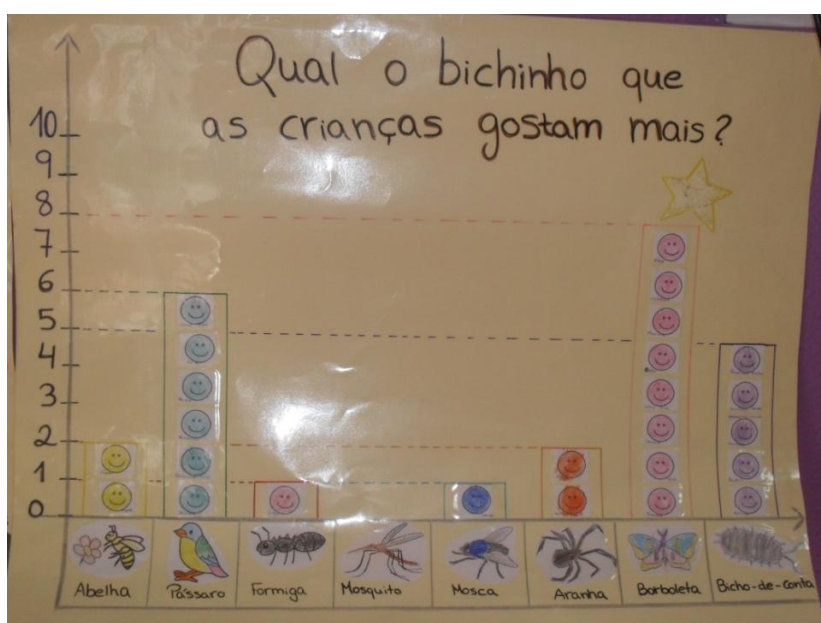 Qual o bichinho que
as crianças gostam mais?
10
9
8
7
6
5
4
3
2
1
0
Abelha
Pássaro
Formiga
Mosquito
Mosca
Aranha
Borboleta
Bicho-de-conta